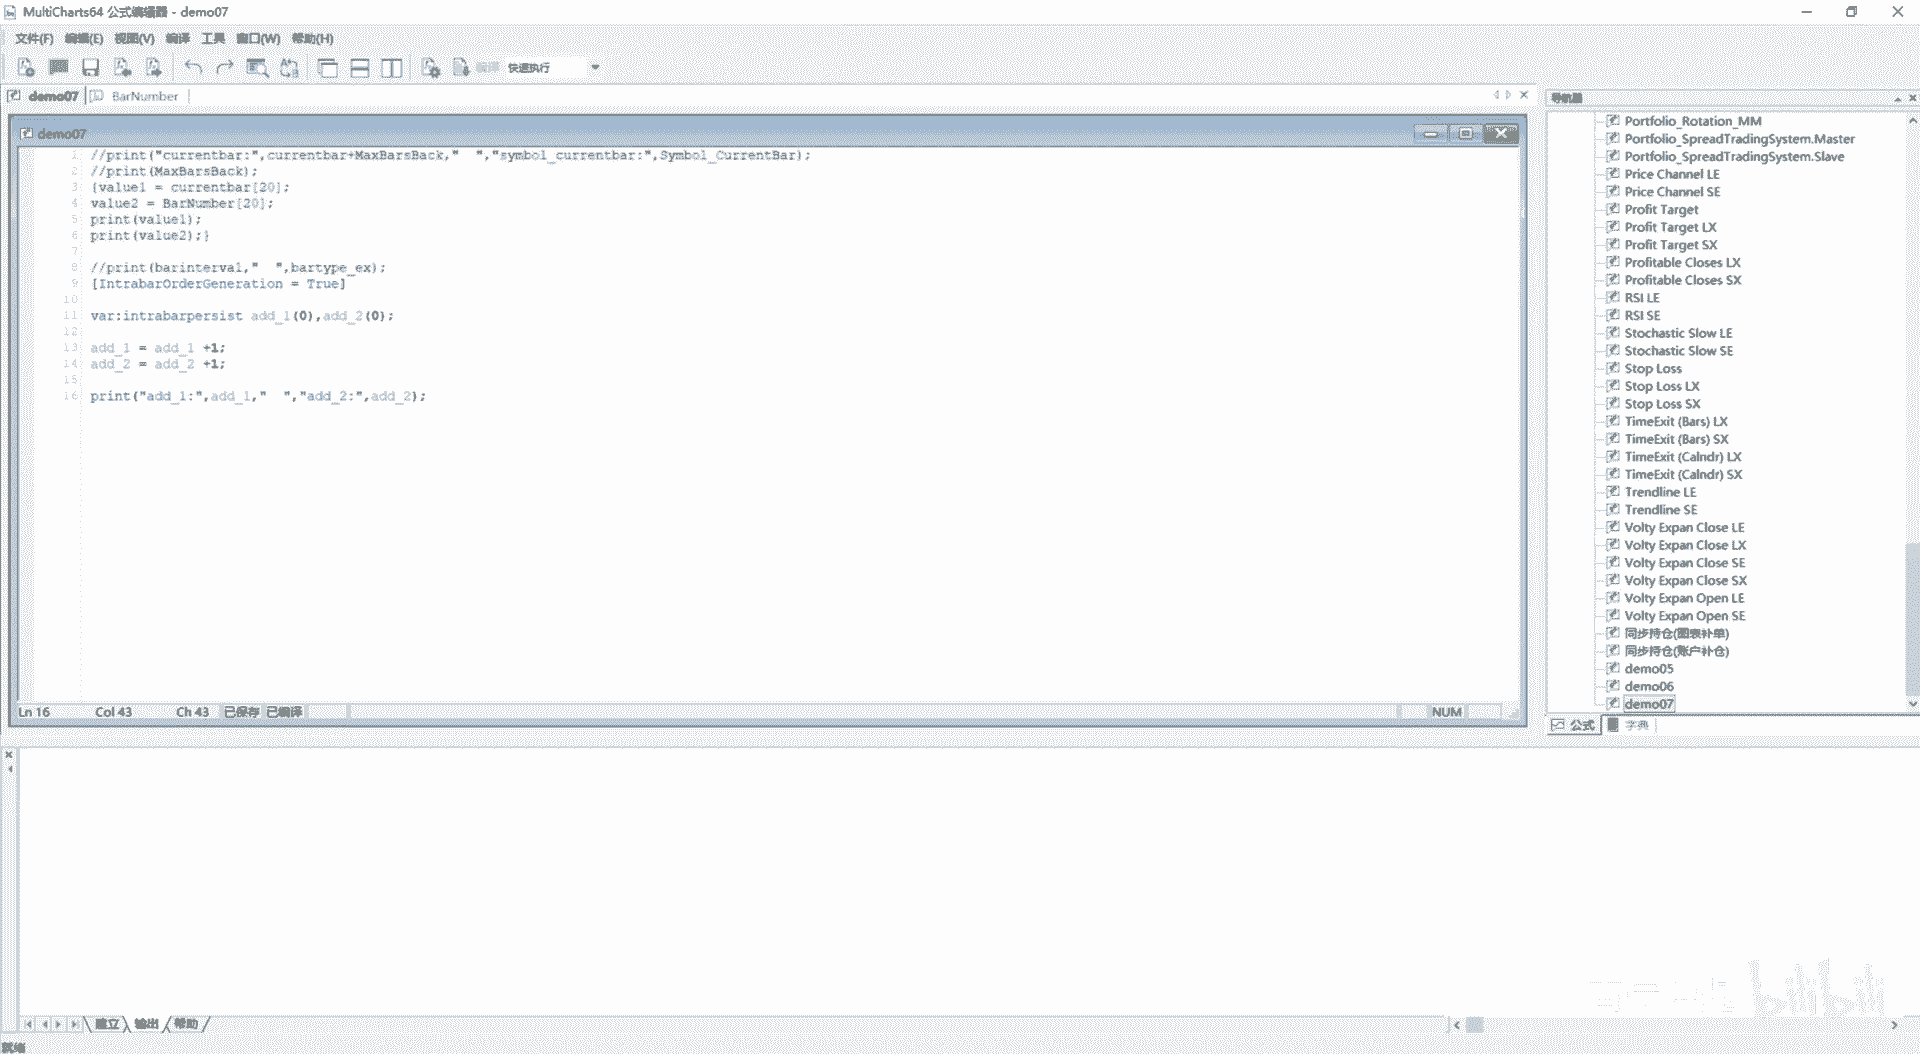 MultiCharts64 公式编辑器 - demo07
文件(F) 编辑(E) 视图(V) 编译 工具 窗口(W) 帮助(H)
编译 快速执行
demo07 BarNumber
导航器
demo07
1 //print("currentbar:",currentbar+MaxBarsBack,"  ","symbol_currentbar:",Symbol_CurrentBar);
2 //print(MaxBarsBack);
3 {value1 = currentbar[20];
4 value2 = BarNumber[20];
5 print(value1);
6 print(value2);}
7
8 //print(barinterval,"  ",bartype_ex);
9 [IntrabarOrderGeneration = True]
10
11 var:intrabarpersist add_1(0),add_2(0);
12
13 add_1 = add_1 +1;
14 add_2 = add_2 +1;
15
16 print("add_1:",add_1,"  ","add_2:",add_2);
Ln 16 Col 43 Ch 43 已保存 已编译 NUM
Portfolio_Rotation_MM
Portfolio_SpreadTradingSystem.Master
Portfolio_SpreadTradingSystem.Slave
Price Channel LE
Price Channel SE
Profit Target
Profit Target LX
Profit Target SX
Profitable Closes LX
Profitable Closes SX
RSI LE
RSI SE
Stochastic Slow LE
Stochastic Slow SE
Stop Loss
Stop Loss LX
Stop Loss SX
TimeExit (Bars) LX
TimeExit (Bars) SX
TimeExit (Calndr) LX
TimeExit (Calndr) SX
Trendline LE
Trendline SE
Volty Expan Close LE
Volty Expan Close LX
Volty Expan Close SE
Volty Expan Close SX
Volty Expan Open LE
Volty Expan Open SE
同步持仓(图表补单)
同步持仓(账户补仓)
demo05
demo06
demo07
公式 字典
建立 输出 帮助
就绪
bilibili